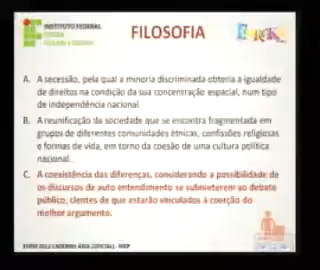 INSTITUTO FEDERAL
FILOSOFIA
A. A secessão, pela qual a minoria discriminada obteria a igualdade
de direitos na condição da sua concentração espacial, num tipo
de independência nacional
B. A reunificação da sociedade que se encontra fragmentada em
grupos de diferentes comunidades étnicas, confissões religiosas
e formas de vida, em torno da coesão de uma cultura política
nacional.
C. A coexistência das diferenças, considerando a possibilidade de
os discursos de auto entendimento se submeterem ao debate
público, cientes de que estarão vinculados à coerção do
melhor argumento.